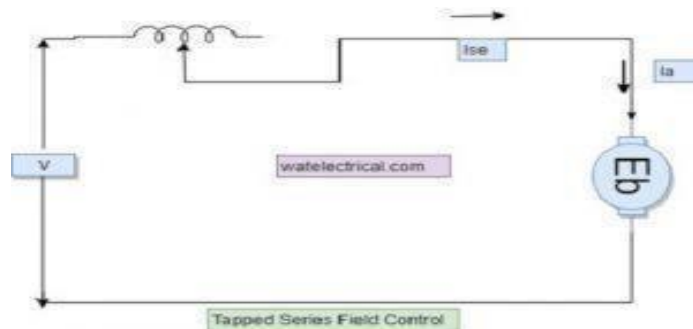 Ise
Ia
V
watelectrical.com
Eb
Tapped Series Field Control